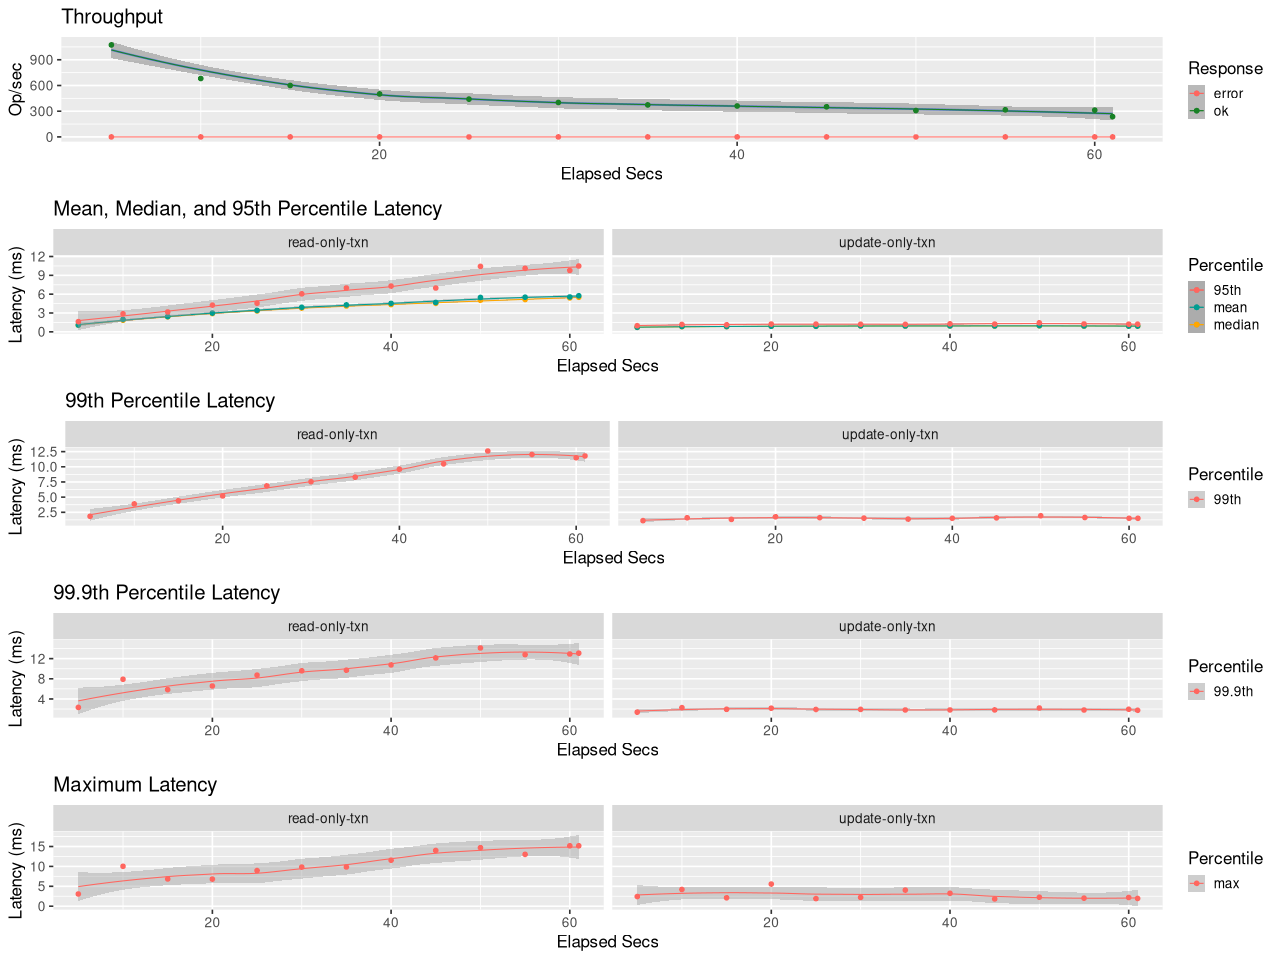 Throughput
Op/sec
900
600
300
0
20
40
60
Elapsed Secs
Response
error
ok
Mean, Median, and 95th Percentile Latency
read-only-txn
update-only-txn
Latency (ms)
12
9
6
3
0
20
40
60
20
40
60
Elapsed Secs
Percentile
95th
mean
median
99th Percentile Latency
read-only-txn
update-only-txn
Latency (ms)
12.5
10.0
7.5
5.0
2.5
20
40
60
20
40
60
Elapsed Secs
Percentile
99th
99.9th Percentile Latency
read-only-txn
update-only-txn
Latency (ms)
12
8
4
20
40
60
20
40
60
Elapsed Secs
Percentile
99.9th
Maximum Latency
read-only-txn
update-only-txn
Latency (ms)
15
10
5
0
20
40
60
20
40
60
Elapsed Secs
Percentile
max